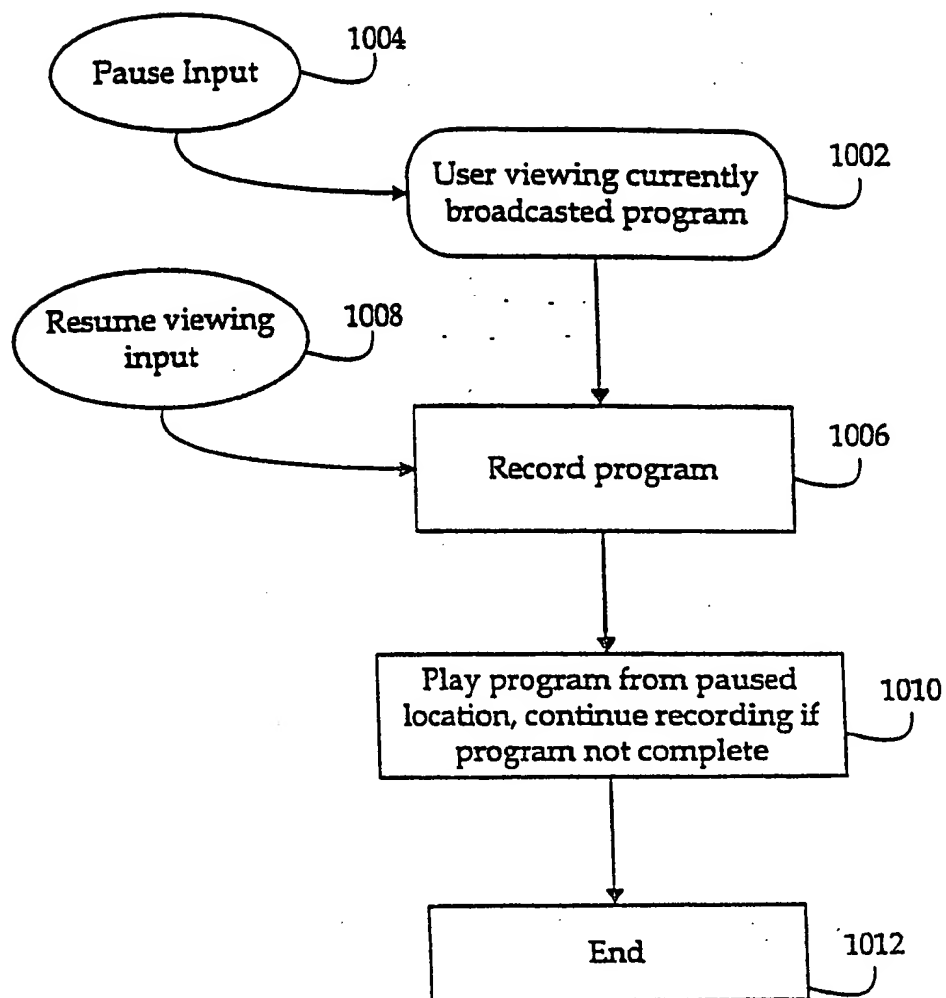 1004
Pause Input
1002
User viewing currently
broadcasted program
1008
Resume viewing
input
1006
Record program
1010
Play program from paused
location, continue recording if
program not complete
End
1012